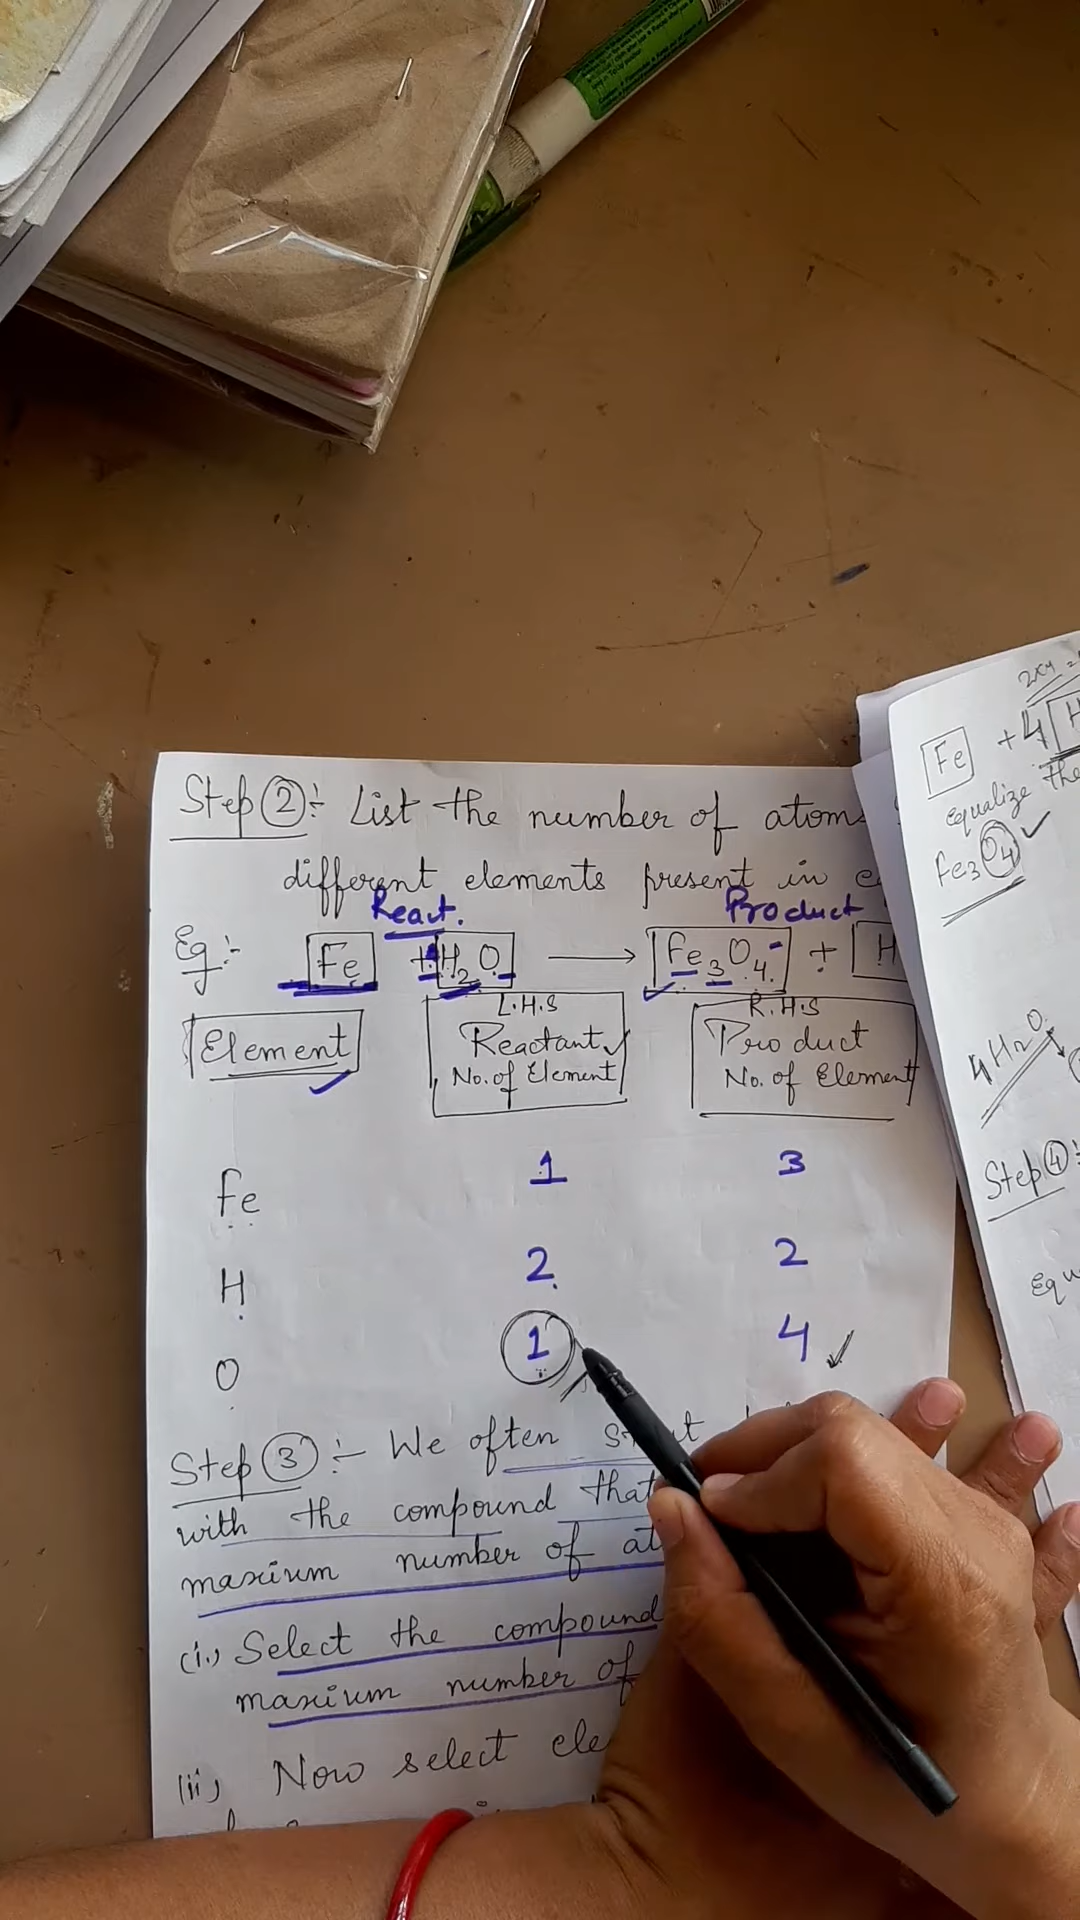 Step 2 :- List the number of atoms
different elements present in
React. Product
Eg :- Fe + H2O → Fe3O4 + H
Element
L.H.S
Reactant
No. of Element
R.H.S
Product
No. of Element
Fe 1 3
H 2 2
O 1 4
Step 3 :- We often
with the compound that
maxium number of
(i.) Select the compound
maxium number of
(ii) Now select
Fe + 4 H
equalize the
Fe3O4
4H2O
Step 4 :-